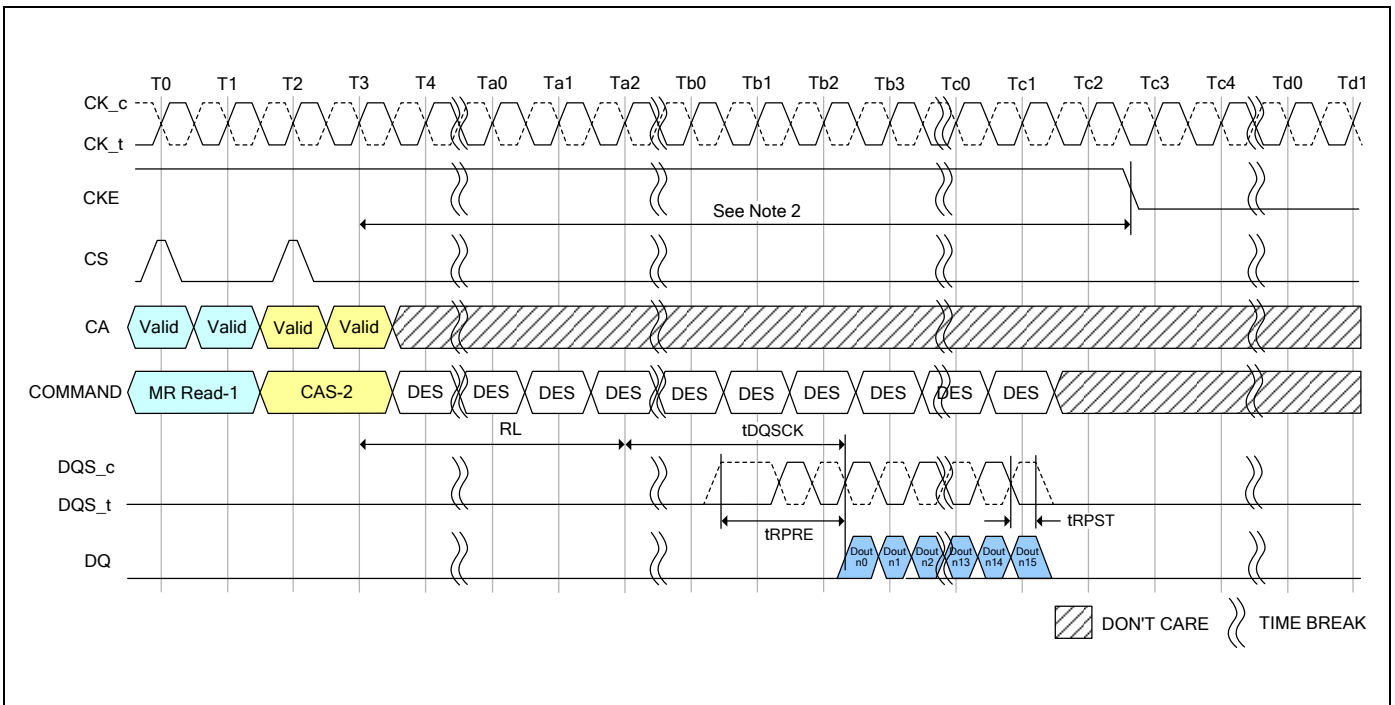 T0 T1 T2 T3 T4 Ta0 Ta1 Ta2 Tb0 Tb1 Tb2 Tb3 Tc0 Tc1 Tc2 Tc3 Tc4 Td0 Td1
CK_c
CK_t
CKE
See Note 2
CS
CA Valid Valid Valid Valid
COMMAND MR Read-1 CAS-2 DES DES DES DES DES DES DES DES DES DES
RL tDQSCK
DQS_c
DQS_t
tRPRE tRPST
DQ Dout n0 Dout n1 Dout n2 Dout n13 Dout n14 Dout n15
DON'T CARE TIME BREAK